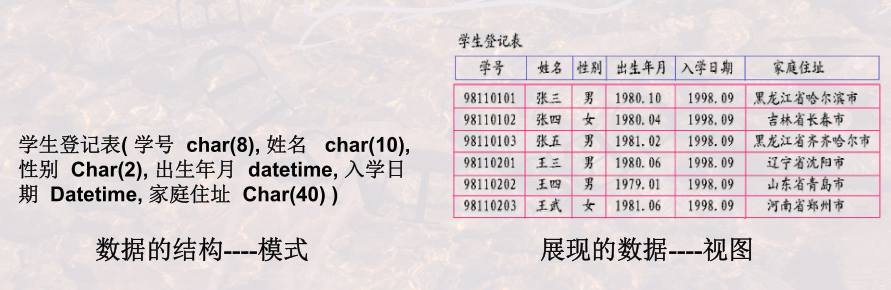 学生登记表( 学号 char(8), 姓名 char(10),
性别 Char(2), 出生年月 datetime, 入学日
期 Datetime, 家庭住址 Char(40) )
数据的结构----模式
学生登记表
学号 姓名 性别 出生年月 入学日期 家庭住址
98110101 张三 男 1980.10 1998.09 黑龙江省哈尔滨市
98110102 张四 女 1980.04 1998.09 吉林省长春市
98110103 张五 男 1981.02 1998.09 黑龙江省齐齐哈尔市
98110201 王三 男 1980.06 1998.09 辽宁省沈阳市
98110202 王四 男 1979.01 1998.09 山东省青岛市
98110203 王武 女 1981.06 1998.09 河南省郑州市
展现的数据----视图